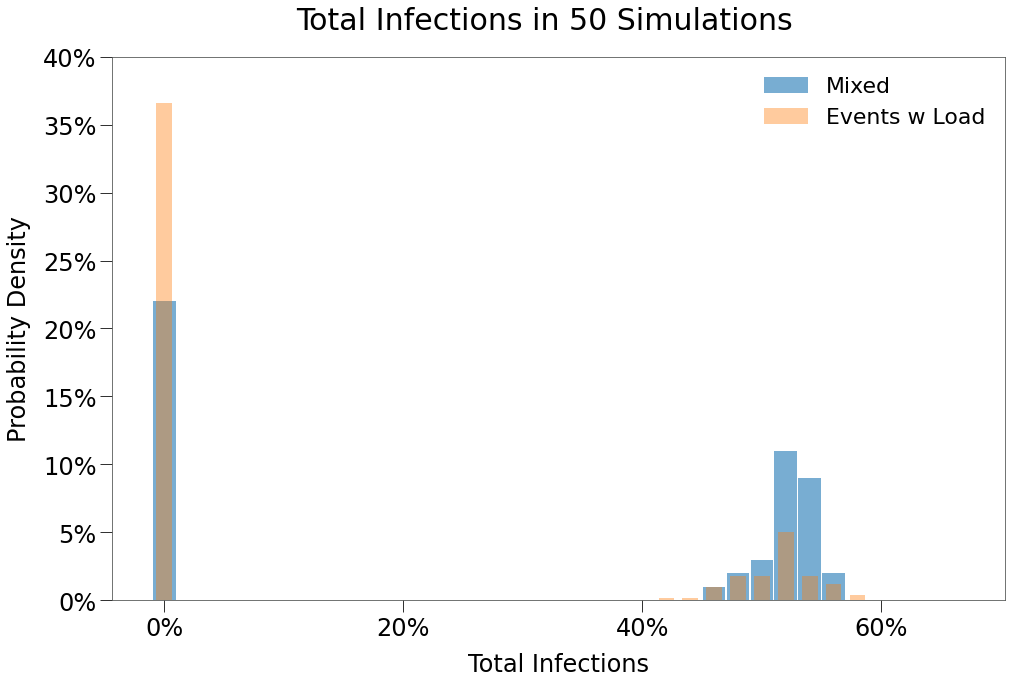 Total Infections in 50 Simulations
40%
35%
30%
25%
20%
15%
10%
5%
0%
Probability Density
Mixed
Events w Load
0% 20% 40% 60%
Total Infections